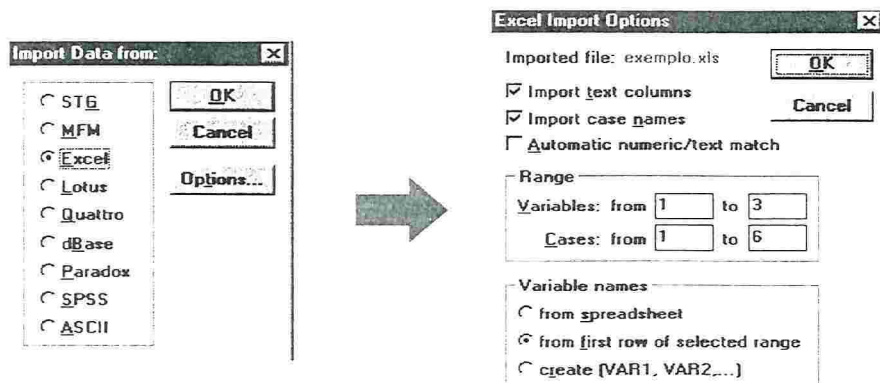 Import Data from:
STG
MFM
Excel
Lotus
Quattro
dBase
Paradox
SPSS
ASCII
OK
Cancel
Options...
Excel Import Options
Imported file: exemplo.xls
Import text columns
Import case names
Automatic numeric/text match
OK
Cancel
Range
Variables: from 1 to 3
Cases: from 1 to 6
Variable names
from spreadsheet
from first row of selected range
create (VAR1, VAR2,...)